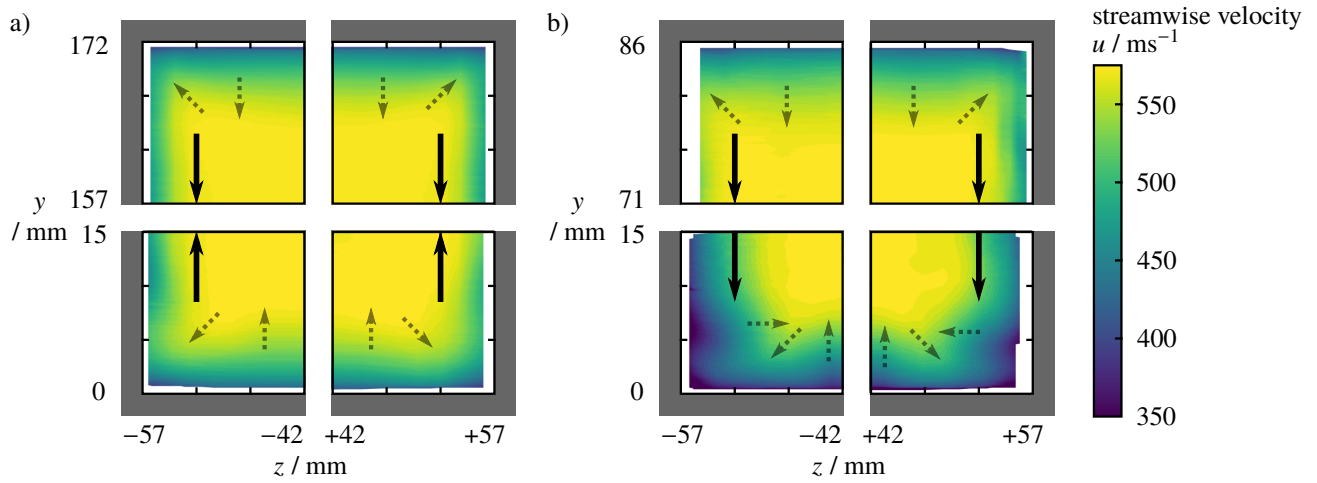 a)
172
157
y
/ mm
15
0
−57
−42
+42
+57
z / mm
b)
86
71
y
/ mm
15
0
−57
−42
+42
+57
z / mm
streamwise velocity
u / ms−1
550
500
450
400
350